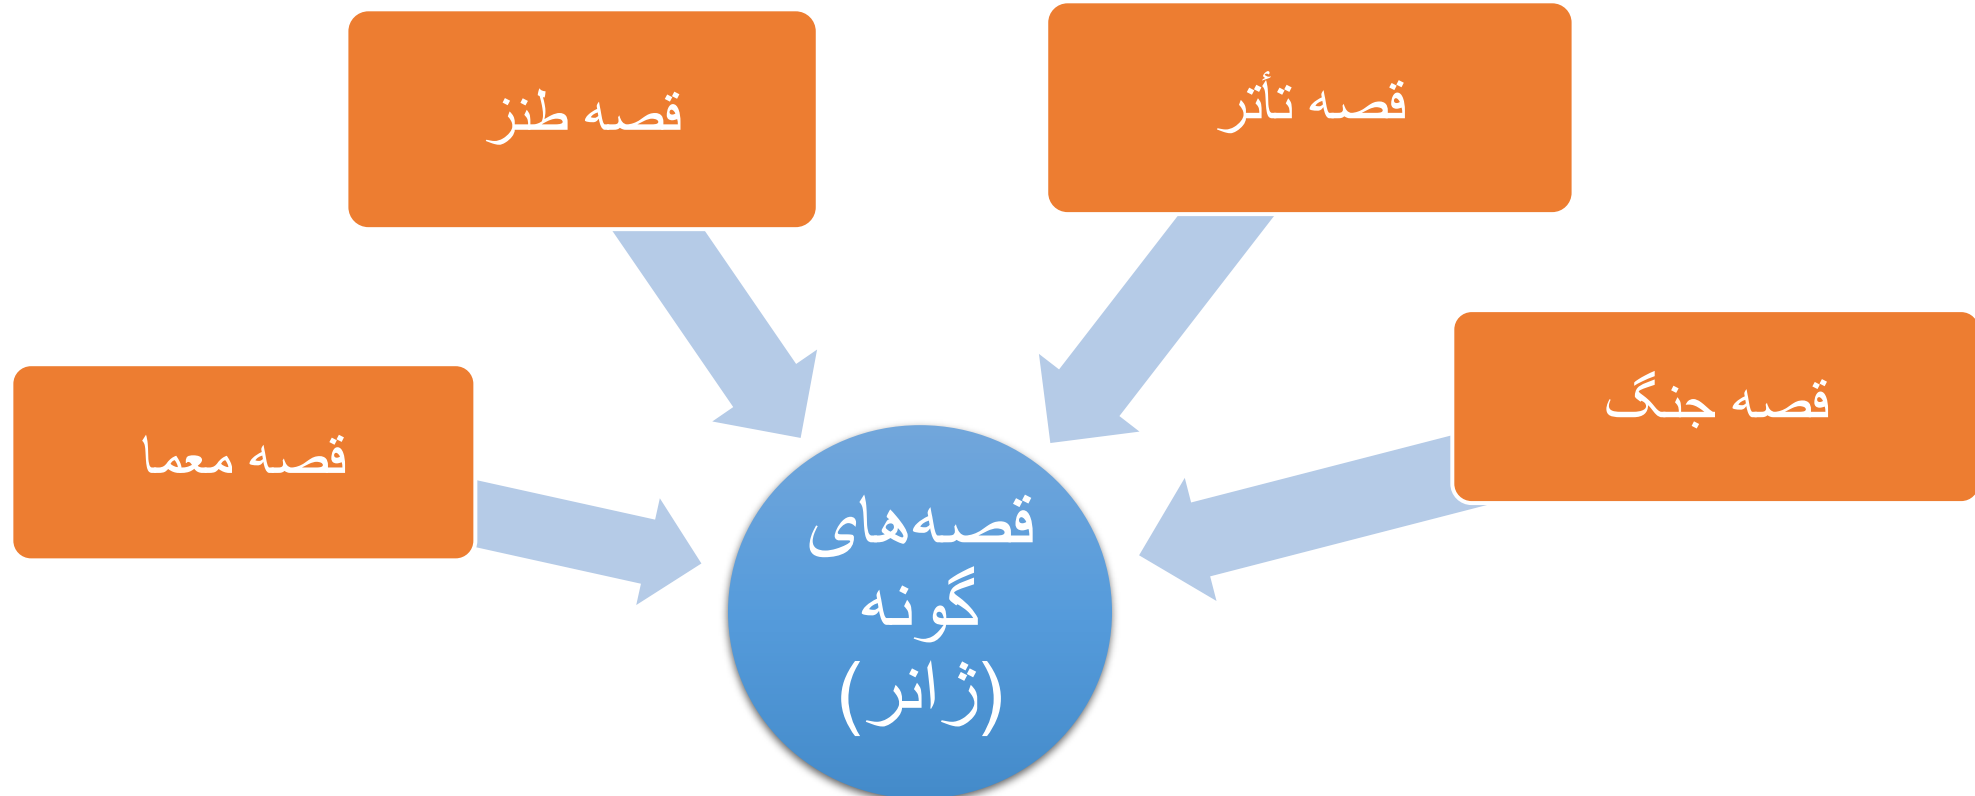 قصه تأتر
قصه طنز
قصه جنگ
قصه معما
قصه‌های
گونه
(ژانر)